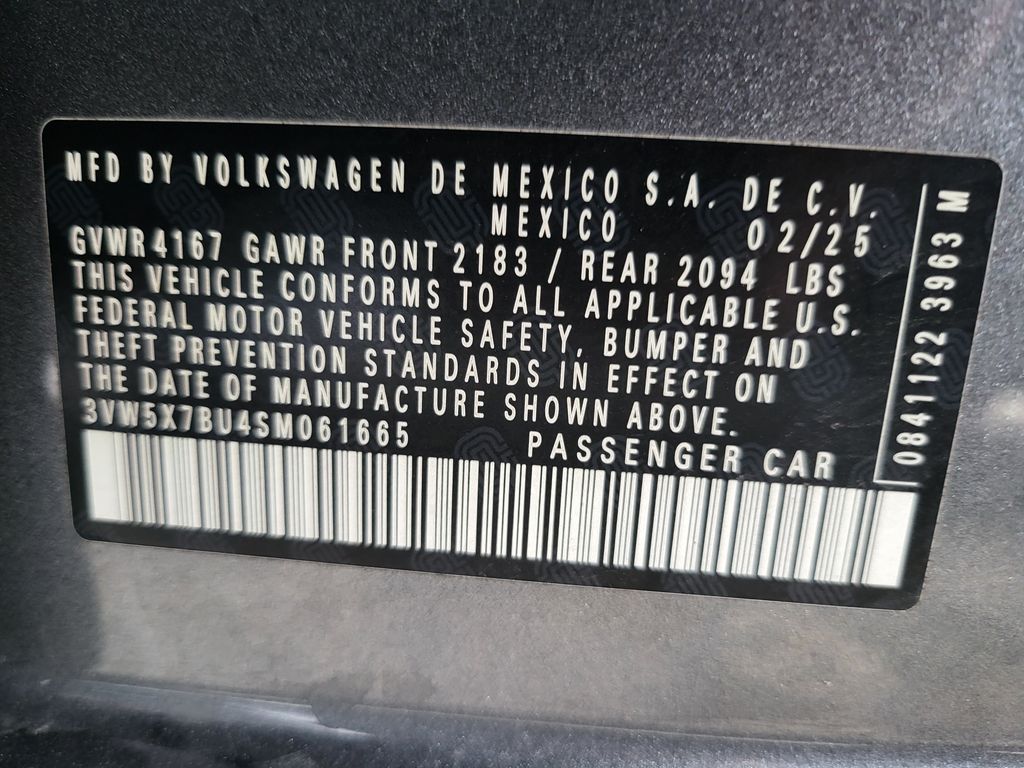 MFD BY VOLKSWAGEN DE MEXICO S.A. DE C.V.
MEXICO 02/25
GVWR 4167 GAWR FRONT 2183 / REAR 2094 LBS
THIS VEHICLE CONFORMS TO ALL APPLICABLE U.S.
FEDERAL MOTOR VEHICLE SAFETY, BUMPER AND
THEFT PREVENTION STANDARDS IN EFFECT ON
THE DATE OF MANUFACTURE SHOWN ABOVE.
3VW5X7BU4SM061665 PASSENGER CAR
0841122 3963 M